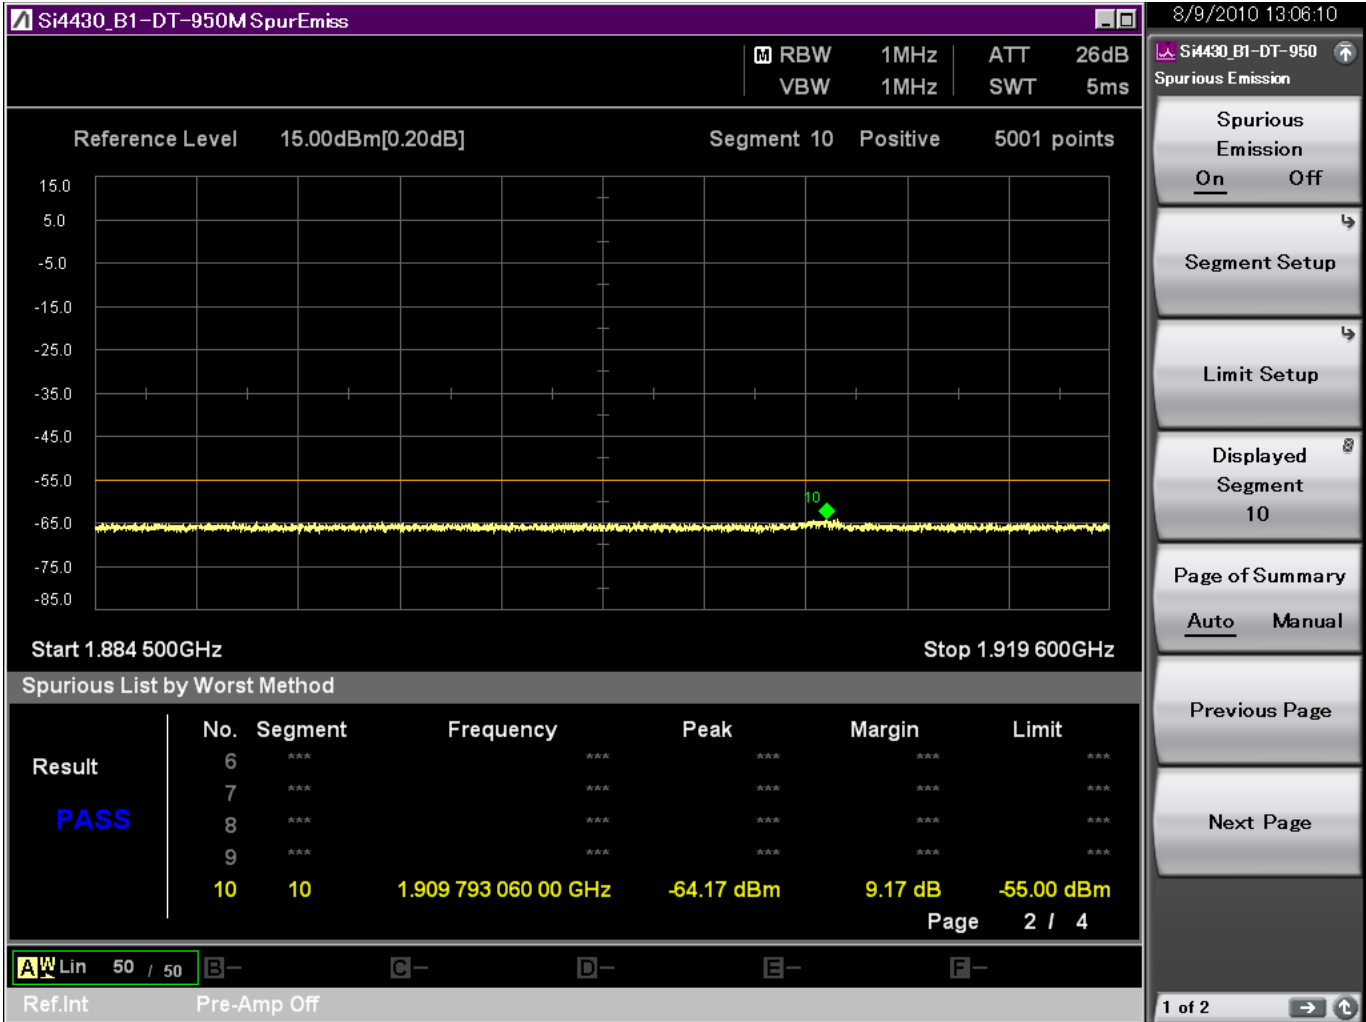 Si4430_B1-DT-950M SpurEmiss
8/9/2010 13:06:10
M RBW 1MHz ATT 26dB
VBW 1MHz SWT 5ms
Reference Level 15.00dBm[0.20dB] Segment 10 Positive 5001 points
15.0
5.0
-5.0
-15.0
-25.0
-35.0
-45.0
-55.0
-65.0
-75.0
-85.0
10
Start 1.884 500GHz Stop 1.919 600GHz
Spurious List by Worst Method
Result
PASS
No. Segment Frequency Peak Margin Limit
6 *** *** *** *** ***
7 *** *** *** *** ***
8 *** *** *** *** ***
9 *** *** *** *** ***
10 10 1.909 793 060 00 GHz -64.17 dBm 9.17 dB -55.00 dBm
Page 2 / 4
A W Lin 50 / 50 B- C- D- E- F-
Ref.Int Pre-Amp Off
Si4430_B1-DT-950
Spurious Emission
Spurious
Emission
On Off
Segment Setup
Limit Setup
Displayed
Segment
10
Page of Summary
Auto Manual
Previous Page
Next Page
1 of 2